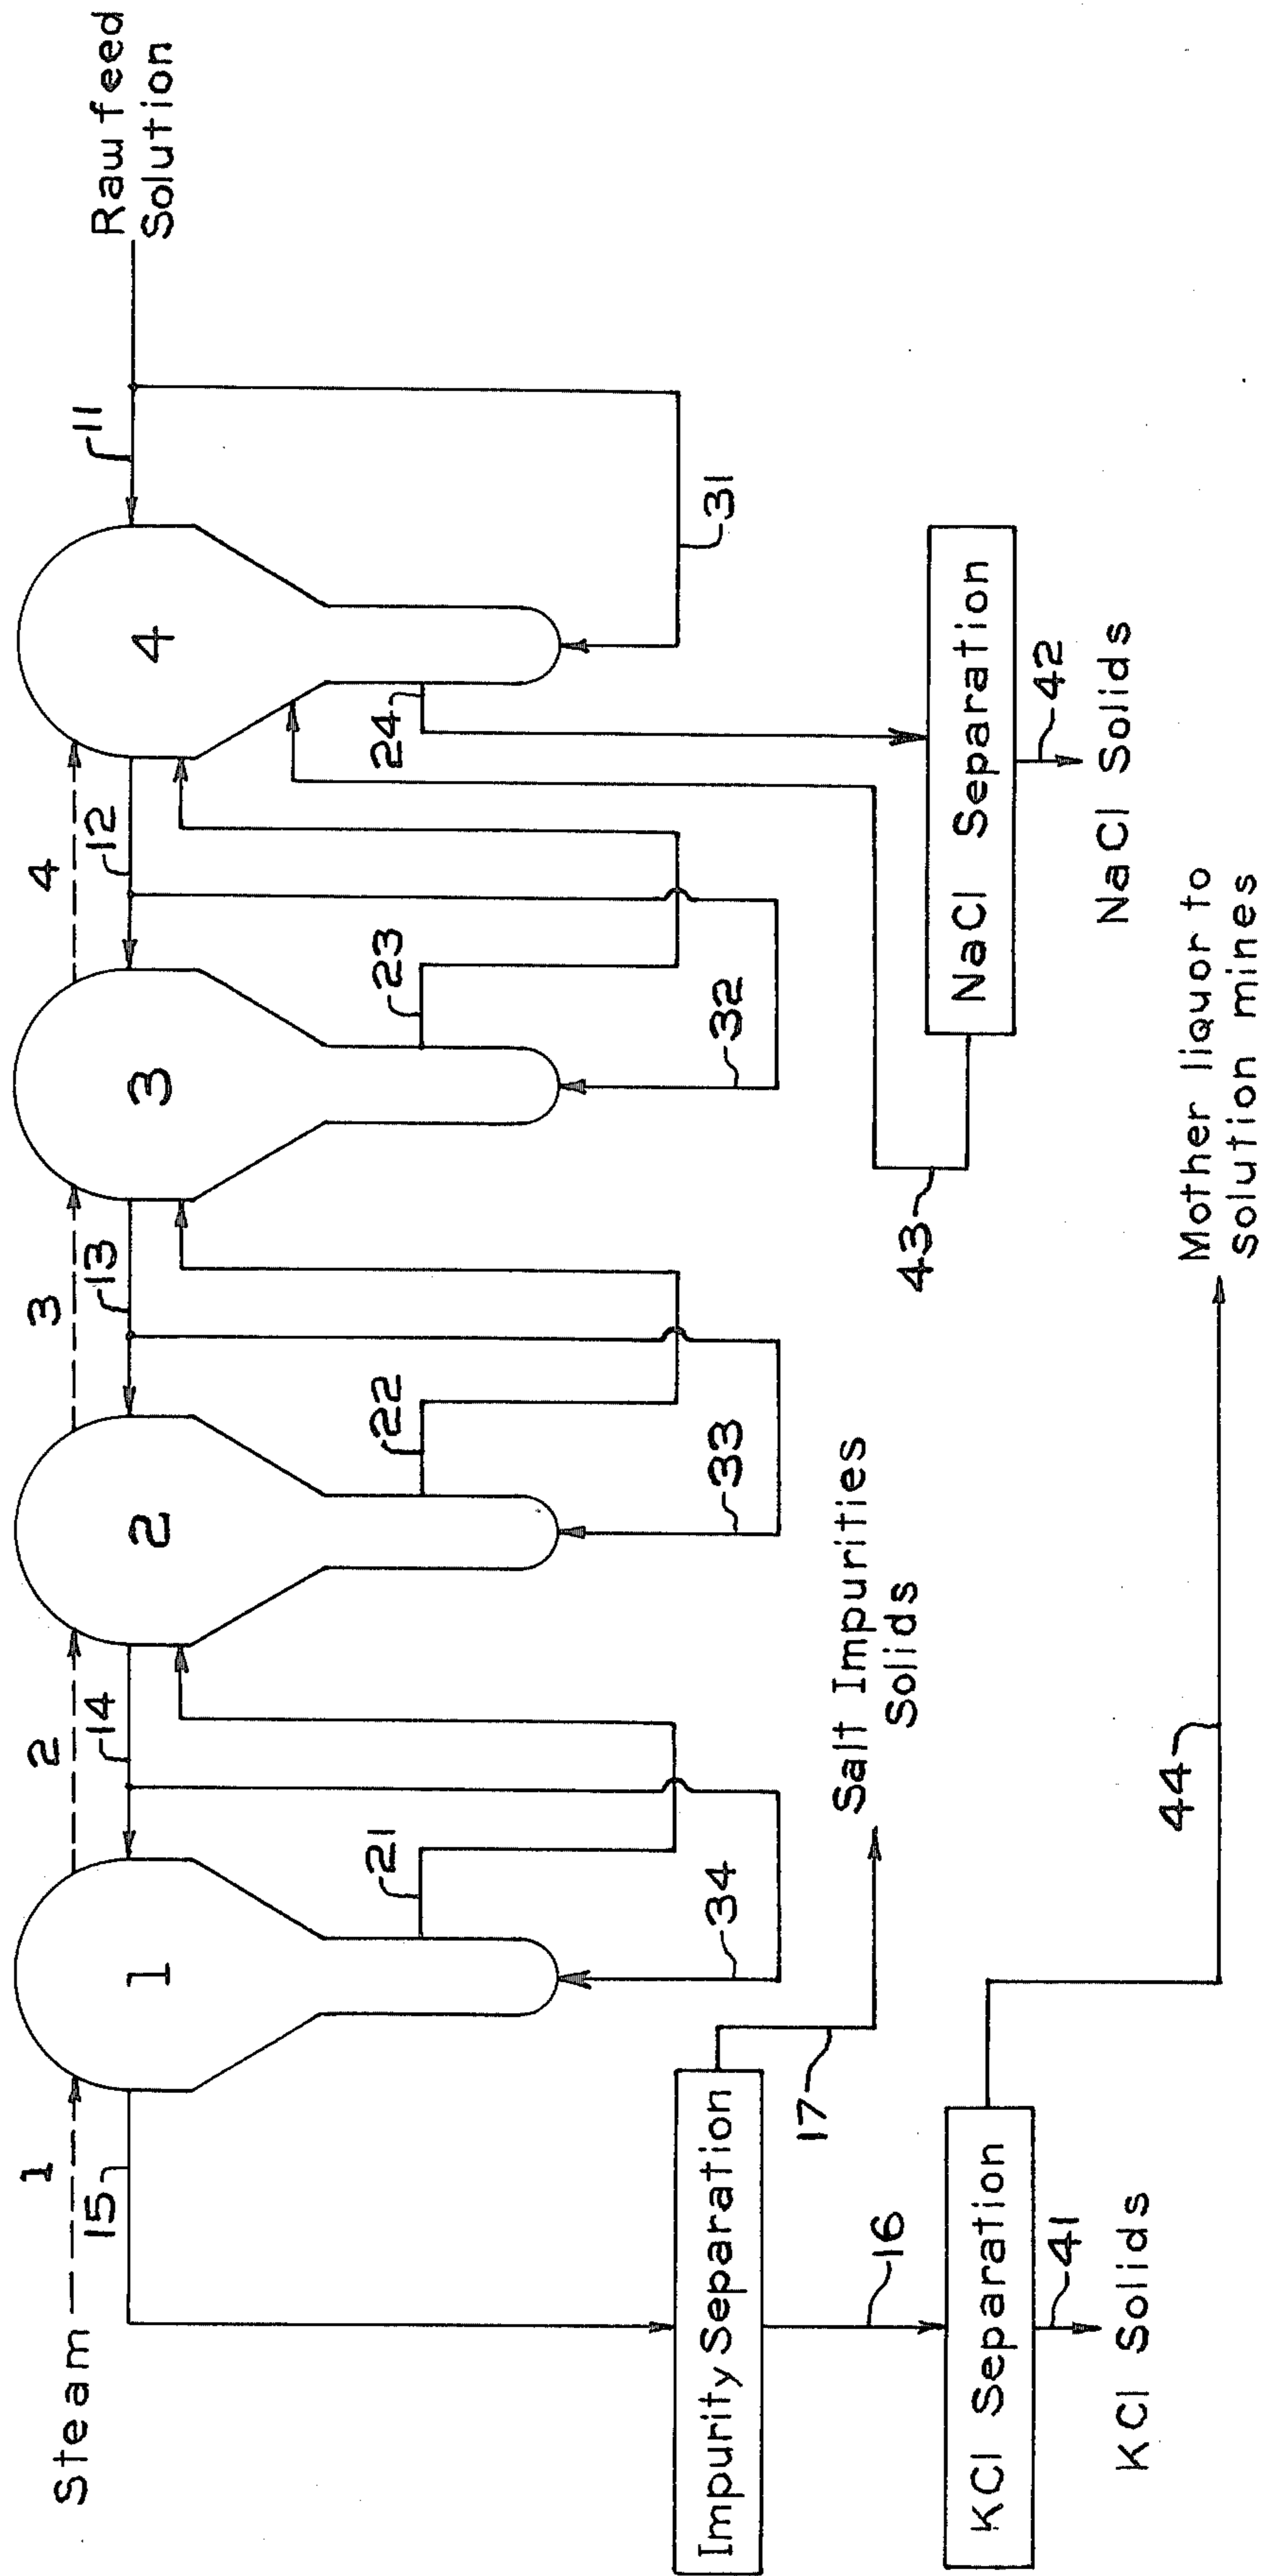 Steam
1
2
3
4
15
14
13
12
11
Raw feed
Solution
1
2
3
4
21
22
23
24
34
33
32
31
Impurity Separation
17
Salt Impurities
Solids
16
KCl Separation
41
KCl Solids
44
Mother liquor to
solution mines
43
NaCl Separation
42
NaCl Solids